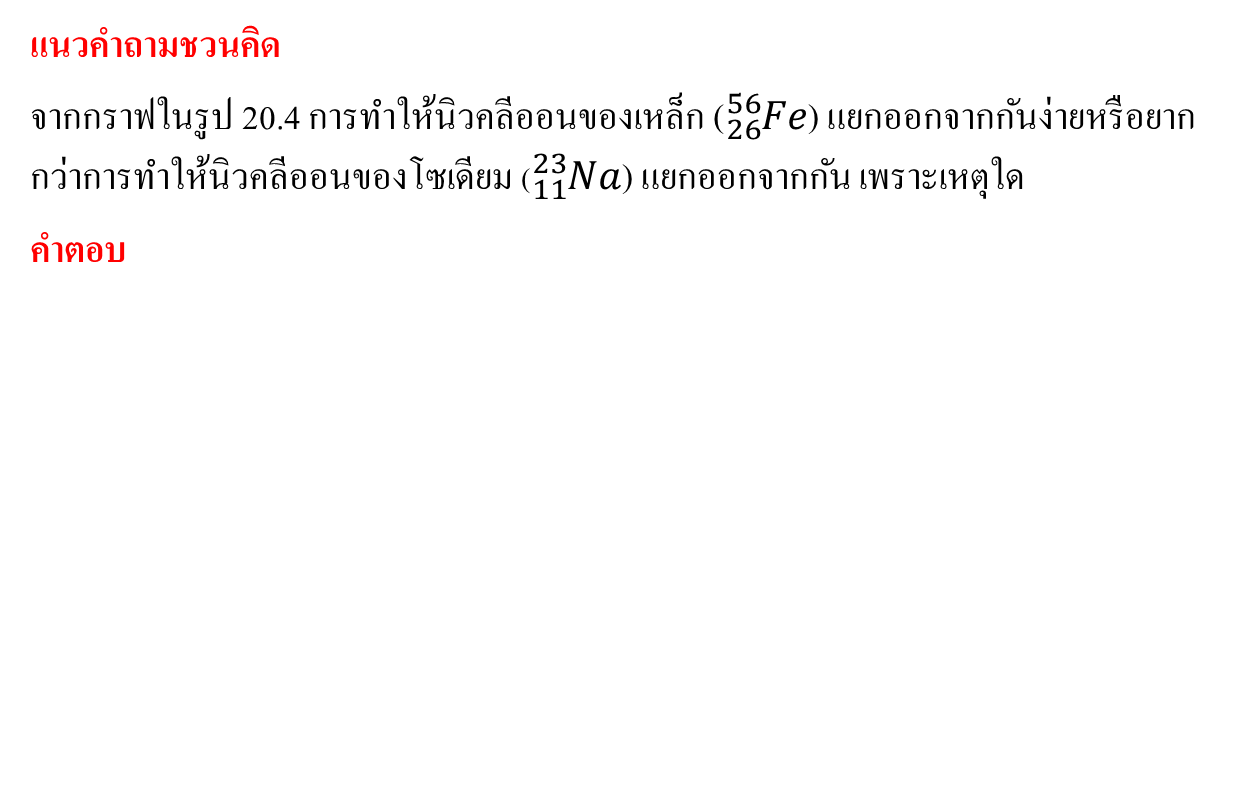 แนวคำถามชวนคิด
จากกราฟในรูป 20.4 การทำให้นิวคลีออนของเหล็ก (⁵⁶₂₆Fe) แยกออกจากกันง่ายหรือยาก
กว่าการทำให้นิวคลีออนของโซเดียม (²³₁₁Na) แยกออกจากกัน เพราะเหตุใด
คำตอบ